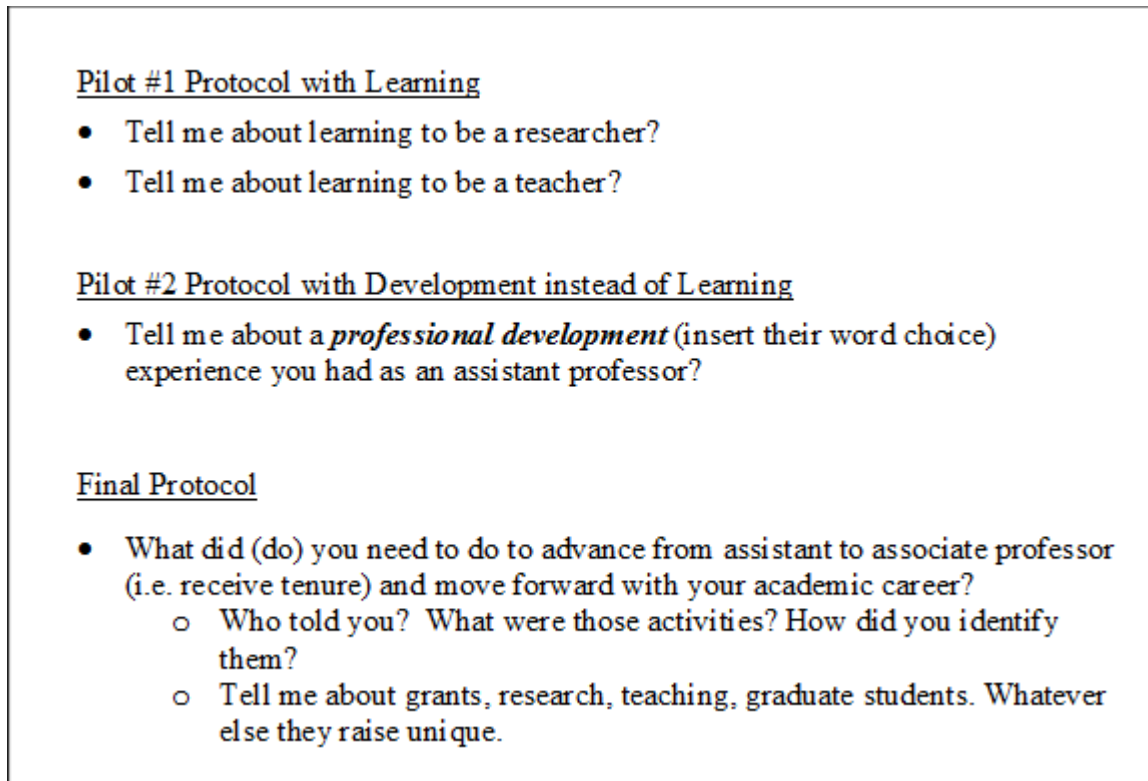 Pilot #1 Protocol with Learning
• Tell me about learning to be a researcher?
• Tell me about learning to be a teacher?
Pilot #2 Protocol with Development instead of Learning
• Tell me about a professional development (insert their word choice)
experience you had as an assistant professor?
Final Protocol
• What did (do) you need to do to advance from assistant to associate professor
(i.e. receive tenure) and move forward with your academic career?
o Who told you?  What were those activities? How did you identify
them?
o Tell me about grants, research, teaching, graduate students. Whatever
else they raise unique.